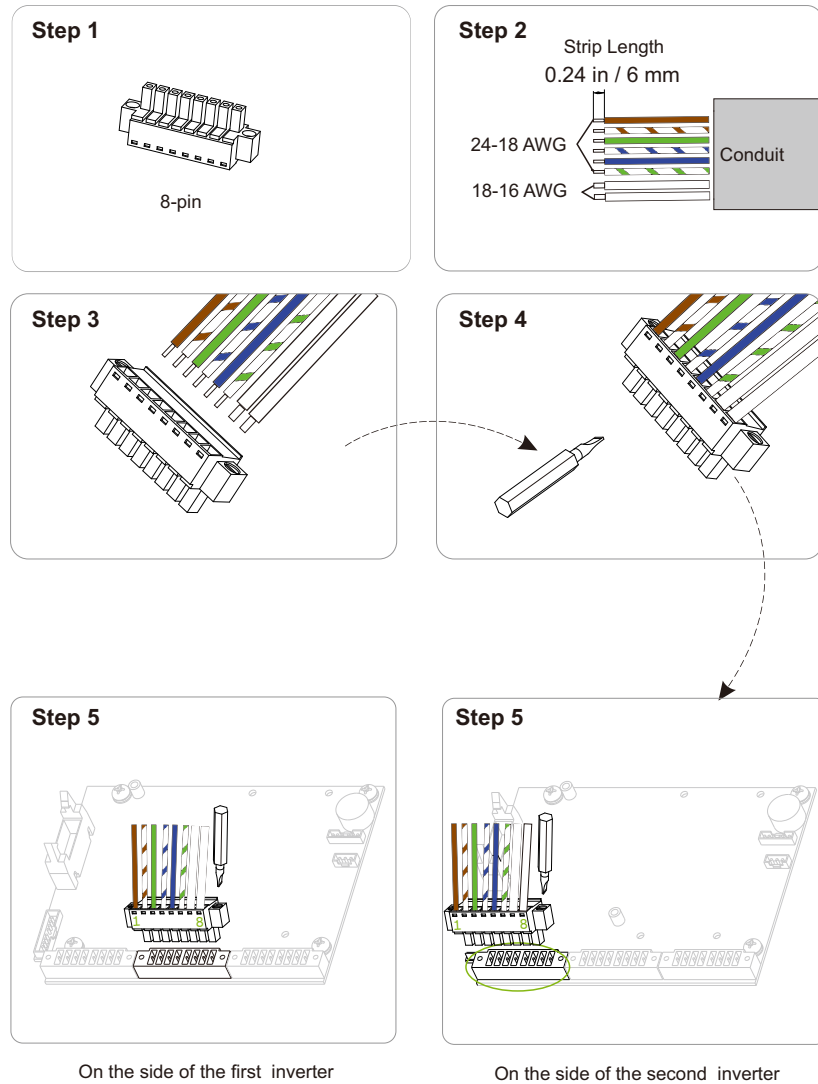 Step 1
8-pin
Step 2
Strip Length
0.24 in / 6 mm
24-18 AWG
18-16 AWG
Conduit
Step 3
Step 4
Step 5
1
8
On the side of the first inverter
Step 5
1
8
On the side of the second inverter